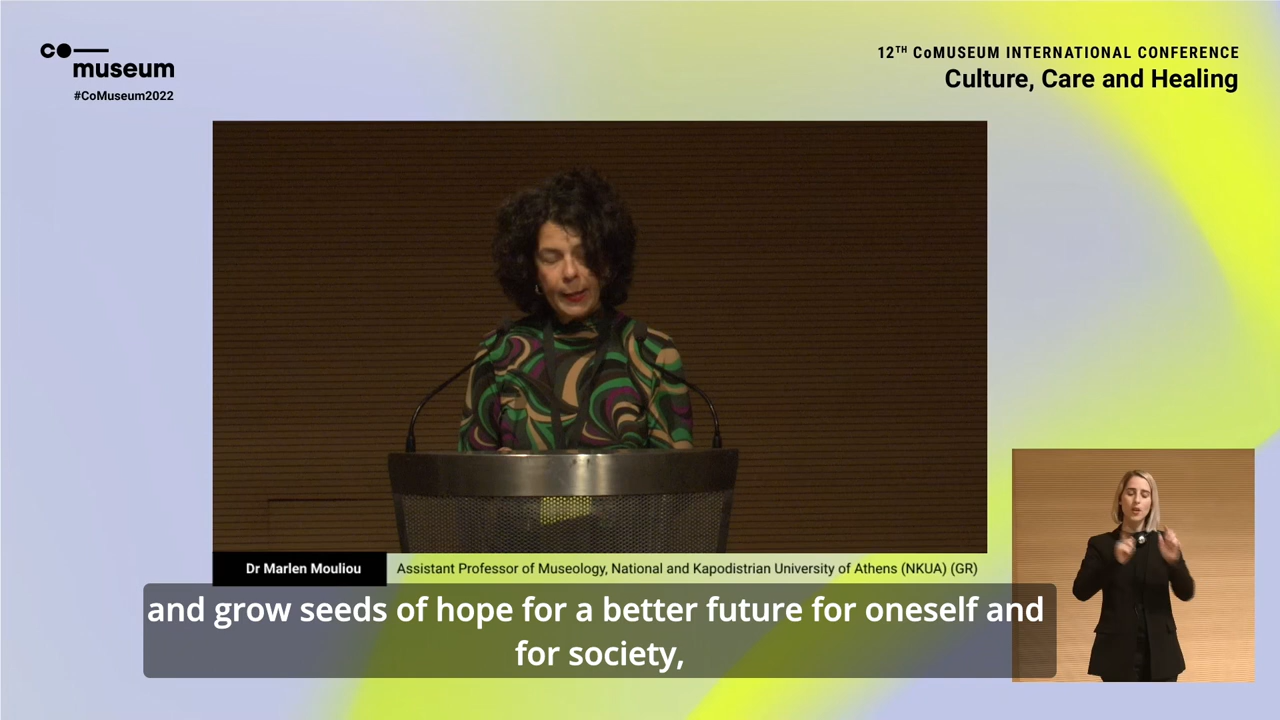 co
museum
#CoMuseum2022
12TH CoMUSEUM INTERNATIONAL CONFERENCE
Culture, Care and Healing
Dr Marlen Mouliou
Assistant Professor of Museology, National and Kapodistrian University of Athens (NKUA) (GR)
and grow seeds of hope for a better future for oneself and
for society,